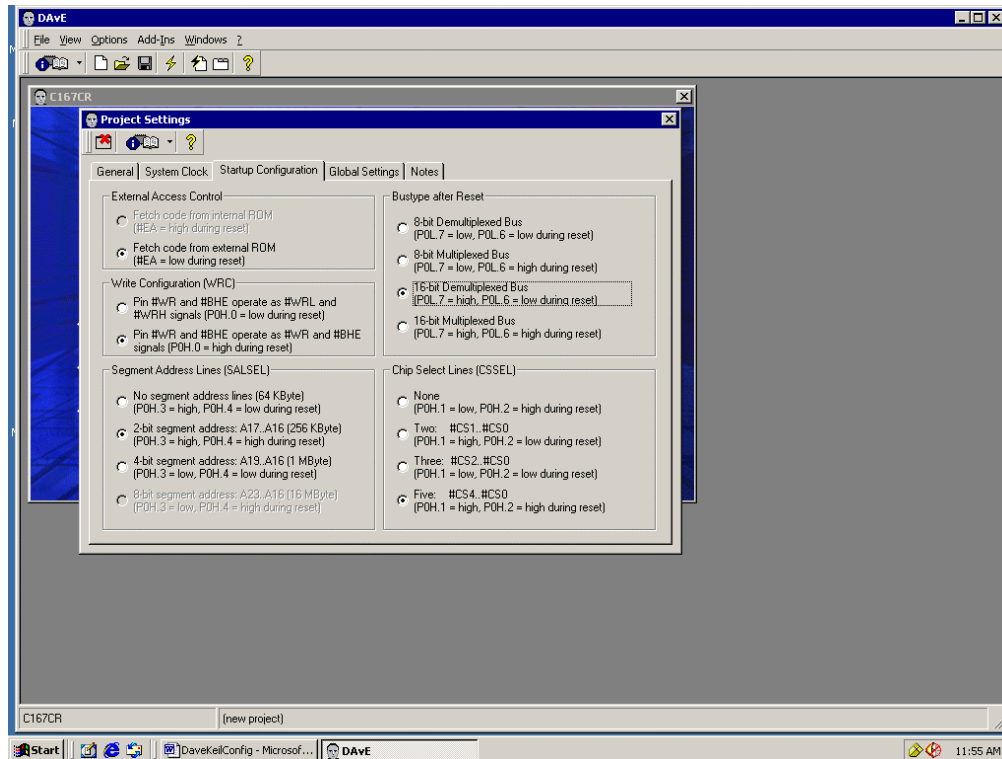 DAvE
File View Options Add-Ins Windows ?
C167CR
Project Settings
General System Clock Startup Configuration Global Settings Notes
External Access Control
Fetch code from internal ROM
(#EA = high during reset)
Fetch code from external ROM
(#EA = low during reset)
Write Configuration (WRC)
Pin #WR and #BHE operate as #WRL and
#WRH signals (P0H.0 = low during reset)
Pin #WR and #BHE operate as #WR and #BHE
signals (P0H.0 = high during reset)
Segment Address Lines (SALSEL)
No segment address lines (64 KByte)
(P0H.3 = high, P0H.4 = low during reset)
2-bit segment address: A17..A16 (256 KByte)
(P0H.3 = high, P0H.4 = high during reset)
4-bit segment address: A19..A16 (1 MByte)
(P0H.3 = low, P0H.4 = low during reset)
8-bit segment address: A23..A16 (16 MByte)
(P0H.3 = low, P0H.4 = high during reset)
Bustype after Reset
8-bit Demultiplexed Bus
(P0L.7 = low, P0L.6 = low during reset)
8-bit Multiplexed Bus
(P0L.7 = low, P0L.6 = high during reset)
16-bit Demultiplexed Bus
(P0L.7 = high, P0L.6 = low during reset)
16-bit Multiplexed Bus
(P0L.7 = high, P0L.6 = high during reset)
Chip Select Lines (CSSEL)
None
(P0H.1 = low, P0H.2 = high during reset)
Two: #CS1..#CS0
(P0H.1 = high, P0H.2 = low during reset)
Three: #CS2..#CS0
(P0H.1 = low, P0H.2 = low during reset)
Five: #CS4..#CS0
(P0H.1 = high, P0H.2 = high during reset)
C167CR (new project)
Start DaveKeilConfig - Microsof... DAvE 11:55 AM